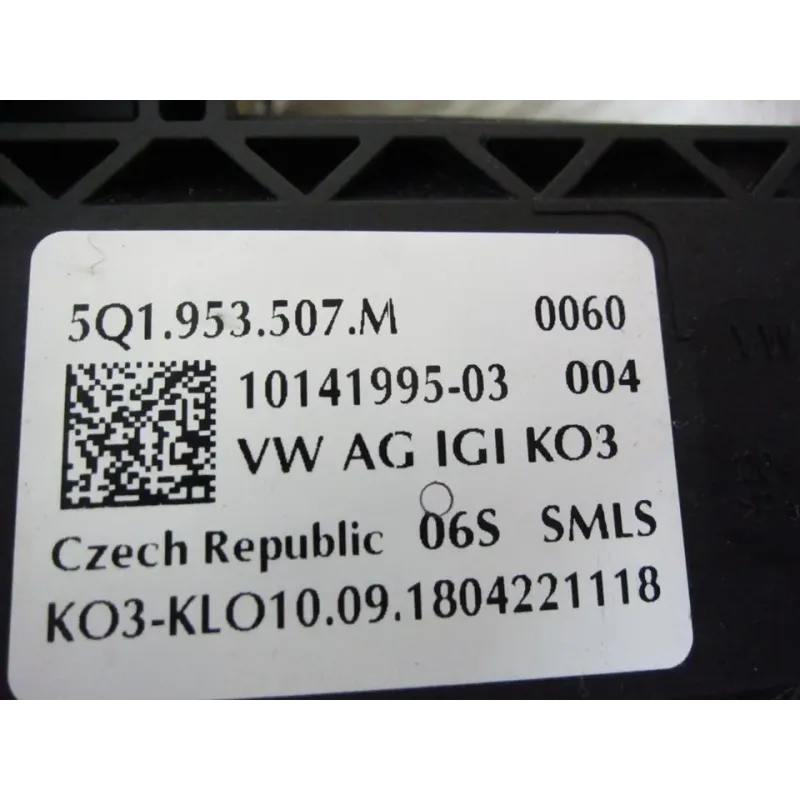 5Q1.953.507.M 0060
10141995-03 004
VW AG IGI KO3
Czech Republic 06S SMLS
KO3-KLO10.09.1804221118